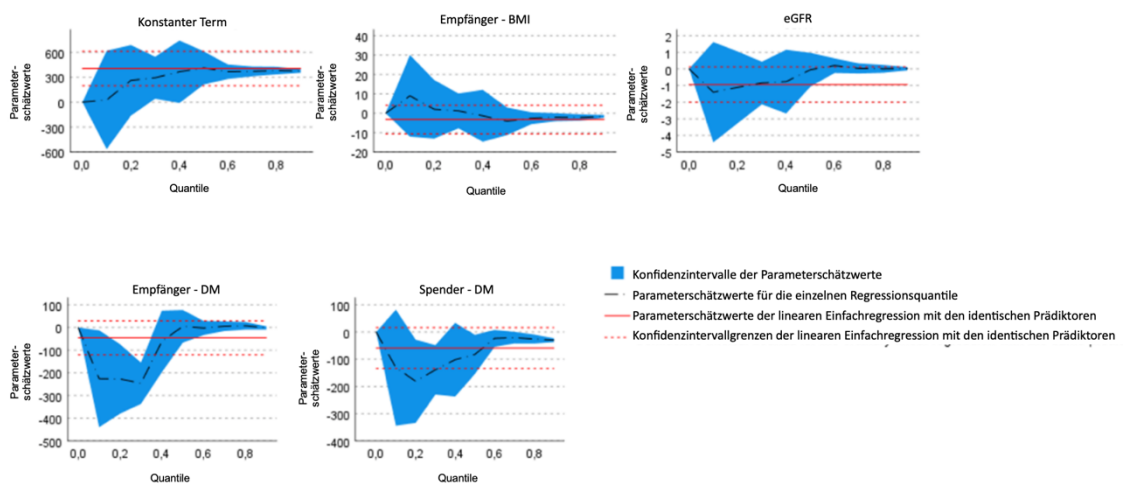 Konstanter Term
Parameter-
schätzwerte
600
300
0
-300
-600
0,0 0,2 0,4 0,6 0,8
Quantile
Empfänger - BMI
Parameter-
schätzwerte
40
30
20
10
0
-10
-20
0,0 0,2 0,4 0,6 0,8
Quantile
eGFR
Parameter-
schätzwerte
2
1
0
-1
-2
-3
-4
-5
0,0 0,2 0,4 0,6 0,8
Quantile
Empfänger - DM
Parameter-
schätzwerte
100
0
-100
-200
-300
-400
-500
0,0 0,2 0,4 0,6 0,8
Quantile
Spender - DM
Parameter-
schätzwerte
100
0
-100
-200
-300
-400
0,0 0,2 0,4 0,6 0,8
Quantile
Konfidenzintervalle der Parameterschätzwerte
Parameterschätzwerte für die einzelnen Regressionsquantile
Parameterschätzwerte der linearen Einfachregression mit den identischen Prädiktoren
Konfidenzintervallgrenzen der linearen Einfachregression mit den identischen Prädiktoren